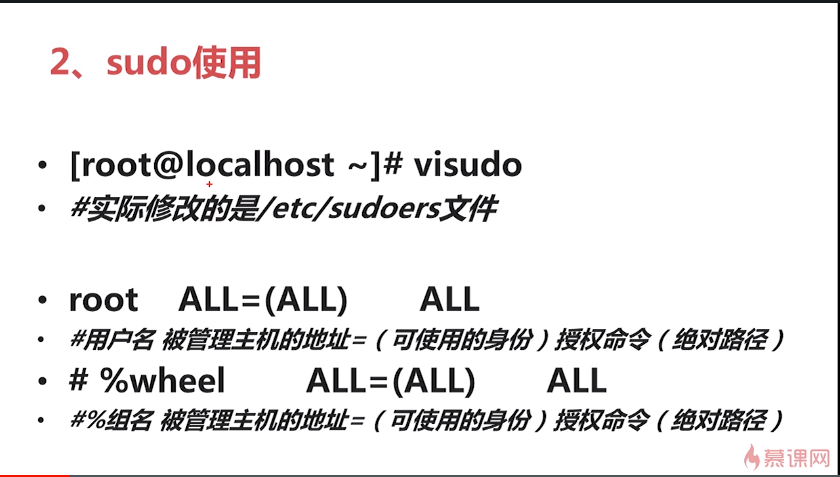 2、sudo使用
• [root@localhost ~]# visudo
• #实际修改的是/etc/sudoers文件
• root ALL=(ALL) ALL
• #用户名 被管理主机的地址=（可使用的身份）授权命令（绝对路径）
• # %wheel ALL=(ALL) ALL
• #%组名 被管理主机的地址=（可使用的身份）授权命令（绝对路径）
慕课网